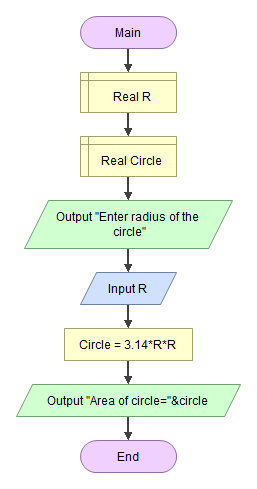 Main
Real R
Real Circle
Output "Enter radius of the
circle"
Input R
Circle = 3.14*R*R
Output "Area of circle="&circle
End